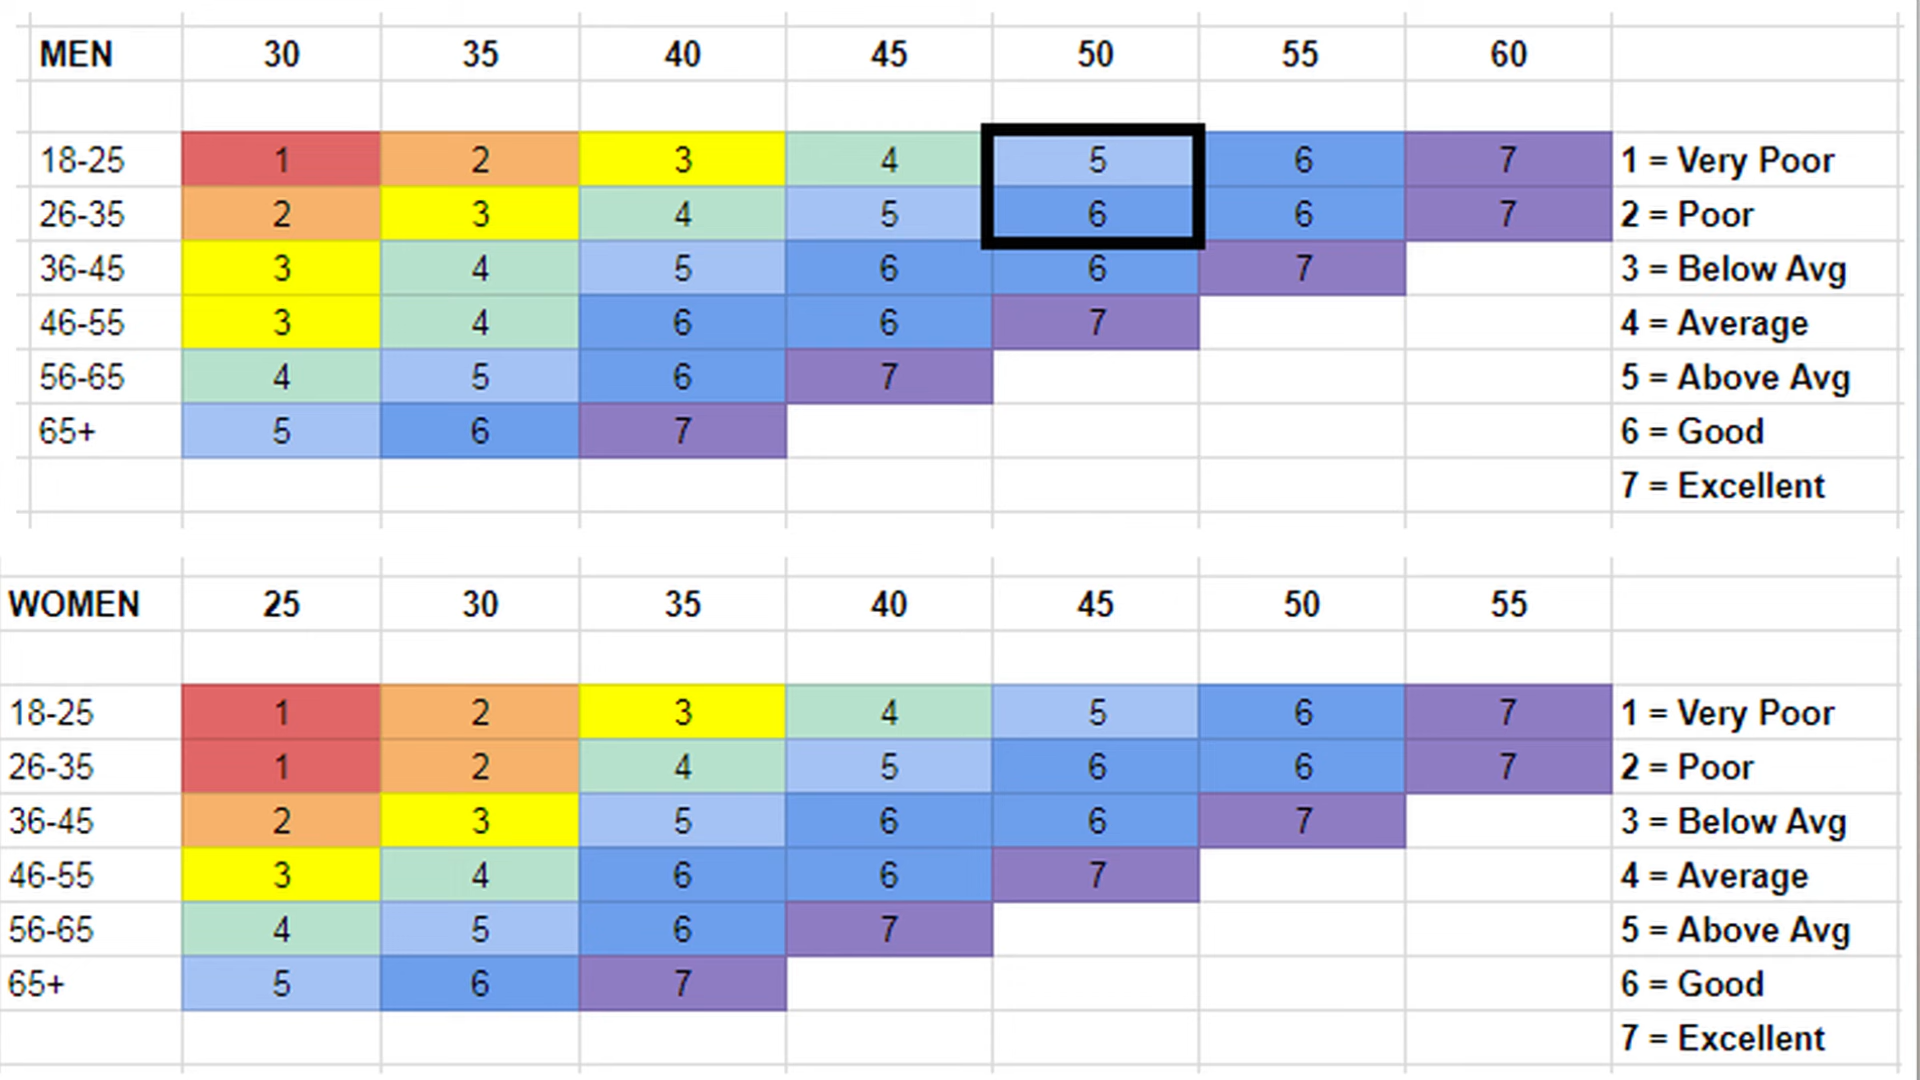 MEN 30 35 40 45 50 55 60
18-25 1 2 3 4 5 6 7 1 = Very Poor
26-35 2 3 4 5 6 6 7 2 = Poor
36-45 3 4 5 6 6 7 3 = Below Avg
46-55 3 4 6 6 7 4 = Average
56-65 4 5 6 7 5 = Above Avg
65+ 5 6 7 6 = Good
7 = Excellent
WOMEN 25 30 35 40 45 50 55
18-25 1 2 3 4 5 6 7 1 = Very Poor
26-35 1 2 4 5 6 6 7 2 = Poor
36-45 2 3 5 6 6 7 3 = Below Avg
46-55 3 4 6 6 7 4 = Average
56-65 4 5 6 7 5 = Above Avg
65+ 5 6 7 6 = Good
7 = Excellent